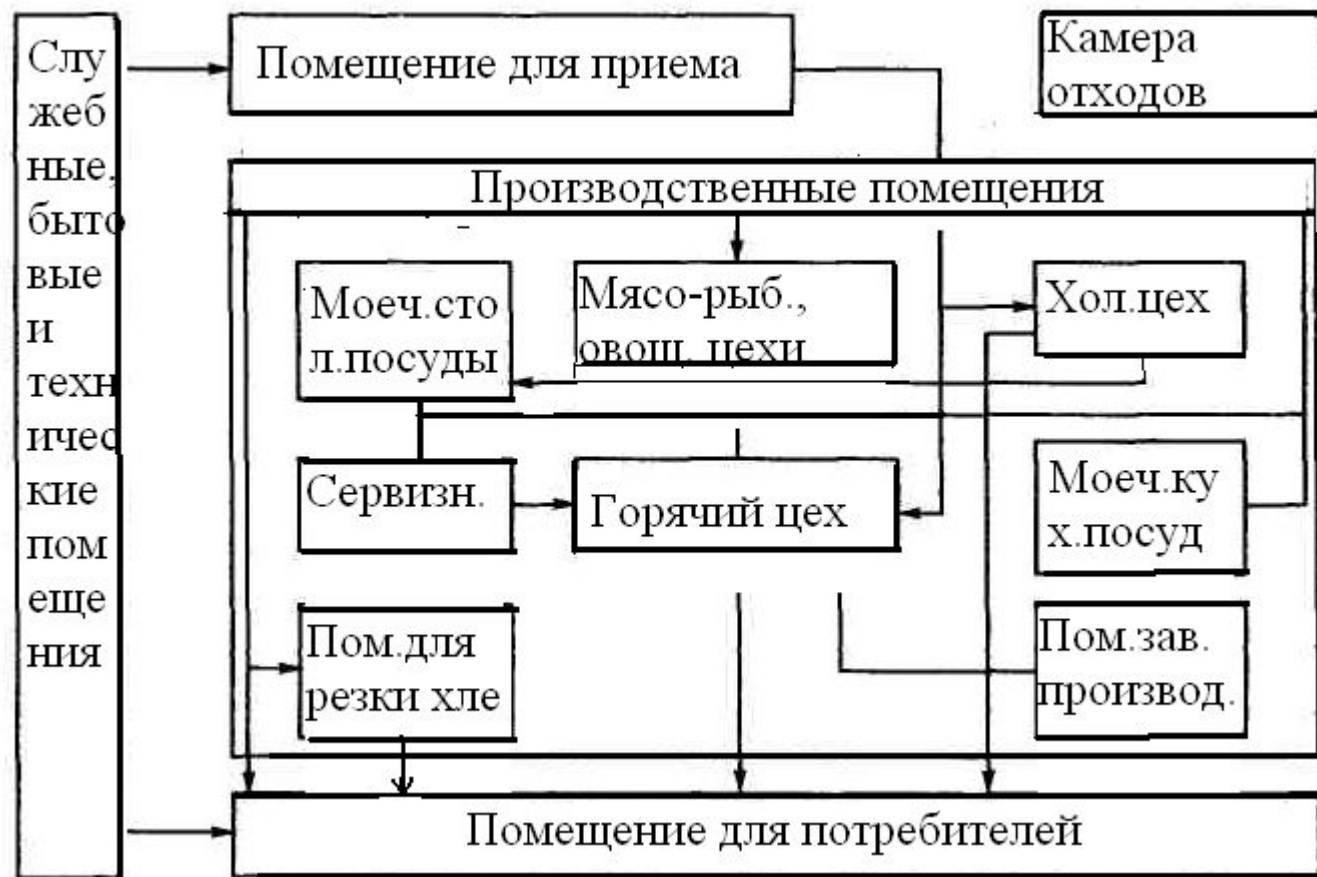 Слу
жеб
ные,
быто
вые
и
техн
ичес
кие
пом
еще
ния
Помещение для приема
Камера
отходов
Производственные помещения
Моеч.сто
л.посуды
Мясо-рыб.,
овощ. цехи
Хол.цех
Сервизн.
Горячий цех
Моеч.ку
х.посуд
Пом.для
резки хле
Пом.зав.
производ.
Помещение для потребителей